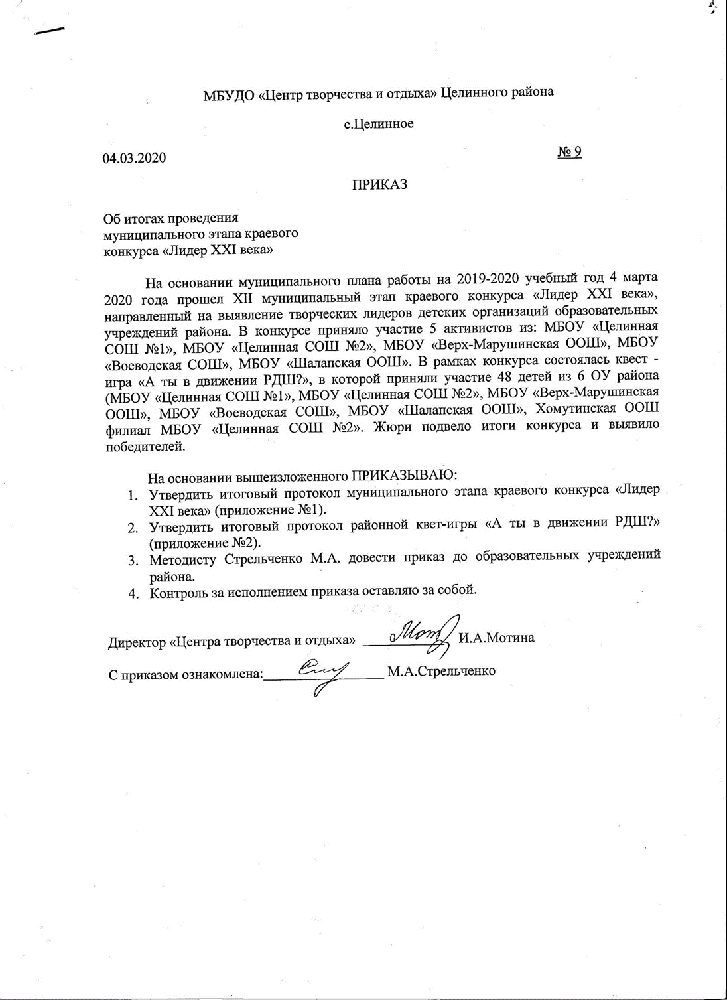 МБУДО «Центр творчества и отдыха» Целинного района
с.Целинное
04.03.2020 № 9
ПРИКАЗ
Об итогах проведения
муниципального этапа краевого
конкурса «Лидер XXI века»
На основании муниципального плана работы на 2019-2020 учебный год 4 марта
2020 года прошел XII муниципальный этап краевого конкурса «Лидер XXI века»,
направленный на выявление творческих лидеров детских организаций образовательных
учреждений района. В конкурсе приняло участие 5 активистов из: МБОУ «Целинная
СОШ №1», МБОУ «Целинная СОШ №2», МБОУ «Верх-Марушинская ООШ», МБОУ
«Воеводская СОШ», МБОУ «Шалапская ООШ». В рамках конкурса состоялась квест -
игра «А ты в движении РДШ?», в которой приняли участие 48 детей из 6 ОУ района
(МБОУ «Целинная СОШ №1», МБОУ «Целинная СОШ №2», МБОУ «Верх-Марушинская
ООШ», МБОУ «Воеводская СОШ», МБОУ «Шалапская ООШ», Хомутинская ООШ
филиал МБОУ «Целинная СОШ №2». Жюри подвело итоги конкурса и выявило
победителей.
На основании вышеизложенного ПРИКАЗЫВАЮ:
1. Утвердить итоговый протокол муниципального этапа краевого конкурса «Лидер
XXI века» (приложение №1).
2. Утвердить итоговый протокол районной квет-игры «А ты в движении РДШ?»
(приложение №2).
3. Методисту Стрельченко М.А. довести приказ до образовательных учреждений
района.
4. Контроль за исполнением приказа оставляю за собой.
Директор «Центра творчества и отдыха» И.А.Мотина
С приказом ознакомлена: М.А.Стрельченко